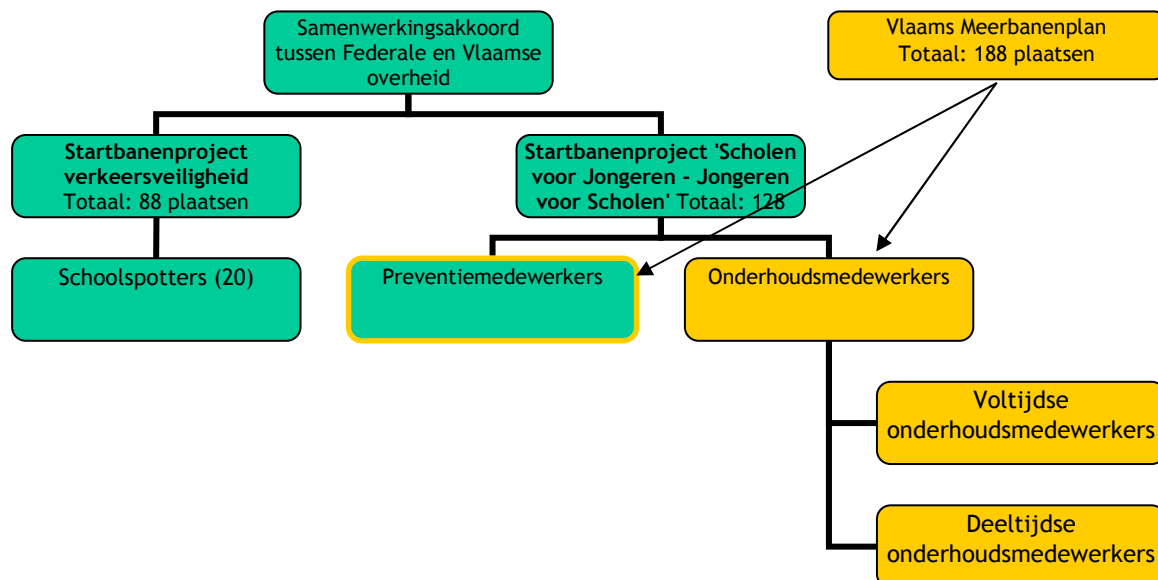 Samenwerkingsakkoord
tussen Federale en Vlaamse
overheid
Vlaams Meerbanenplan
Totaal: 188 plaatsen
Startbanenproject
verkeersveiligheid
Totaal: 88 plaatsen
Startbanenproject 'Scholen
voor Jongeren - Jongeren
voor Scholen' Totaal: 128
Schoolspotters (20)
Preventiemedewerkers
Onderhoudsmedewerkers
Voltijdse
onderhoudsmedewerkers
Deeltijdse
onderhoudsmedewerkers